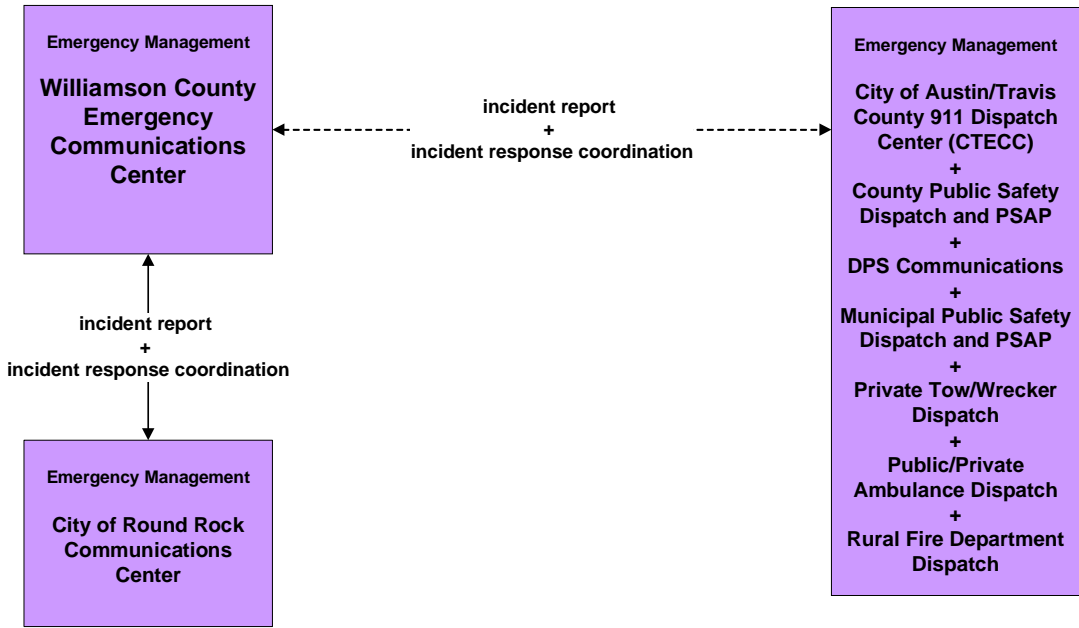 Emergency Management
Williamson County
Emergency
Communications
Center
incident report
+
incident response coordination
Emergency Management
City of Austin/Travis
County 911 Dispatch
Center (CTECC)
+
County Public Safety
Dispatch and PSAP
+
DPS Communications
+
Municipal Public Safety
Dispatch and PSAP
+
Private Tow/Wrecker
Dispatch
+
Public/Private
Ambulance Dispatch
+
Rural Fire Department
Dispatch
incident report
+
incident response coordination
Emergency Management
City of Round Rock
Communications
Center